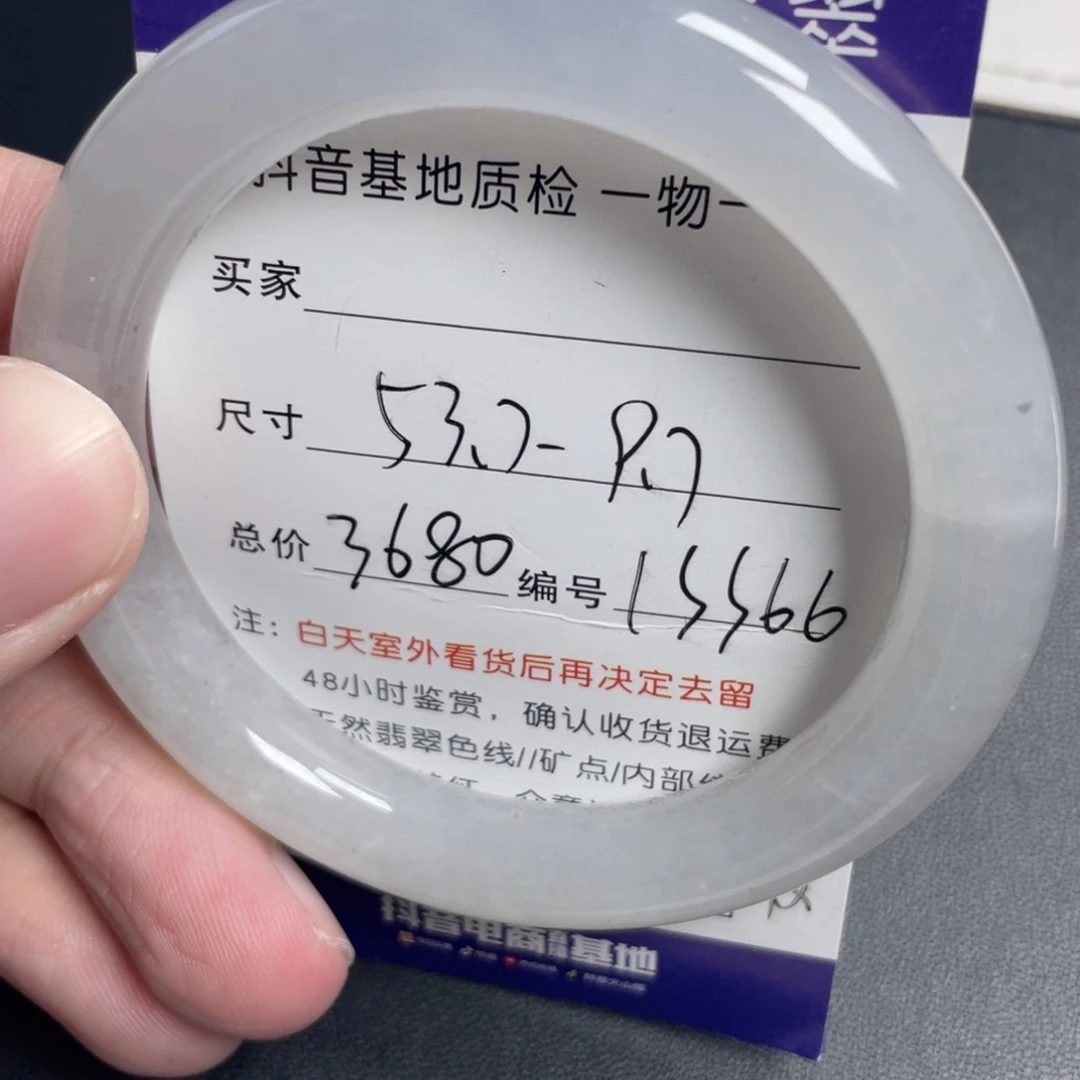 抖音基地质检 一物一
买家
尺寸 53.7-9.7
总价 3680 编号 15566
注：白天室外看货后再决定去留
48小时鉴赏，确认收货退运费
天然翡翠色线//矿点/内部
抖音电商 基地